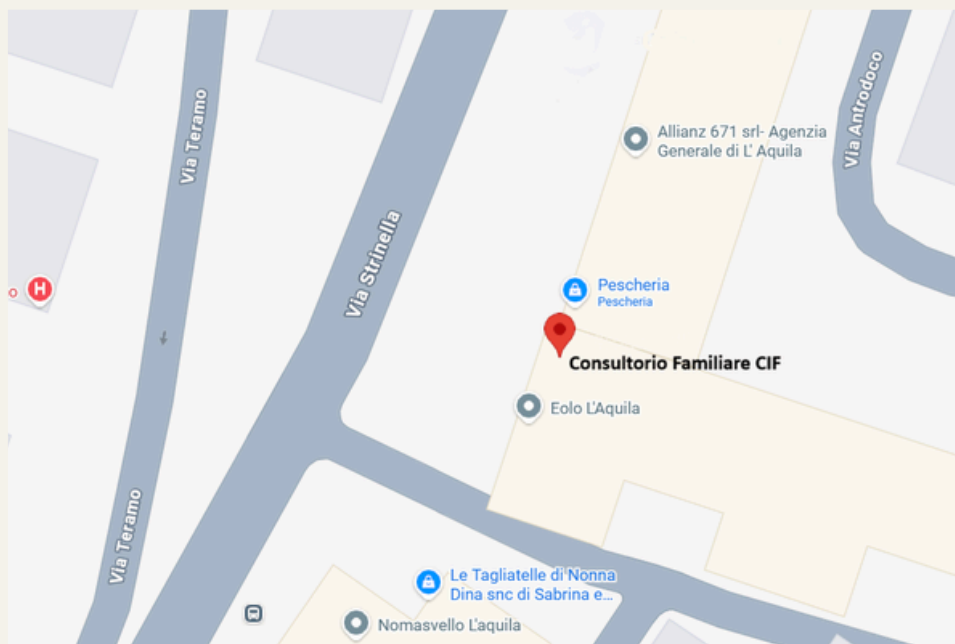 Via Teramo
Via Strinella
Allianz 671 srl- Agenzia
Generale di L' Aquila
Via Antrodoco
o
H
Pescheria
Pescheria
Consultorio Familiare CIF
Eolo L'Aquila
Via Teramo
Le Tagliatelle di Nonna
Dina snc di Sabrina e...
Nomasvello L'aquila